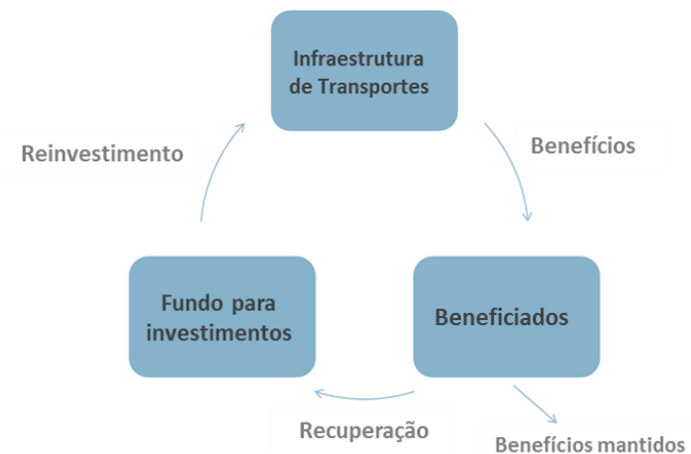 Infraestrutura
de Transportes
Reinvestimento
Benefícios
Fundo para
investimentos
Beneficiados
Recuperação
Benefícios mantidos